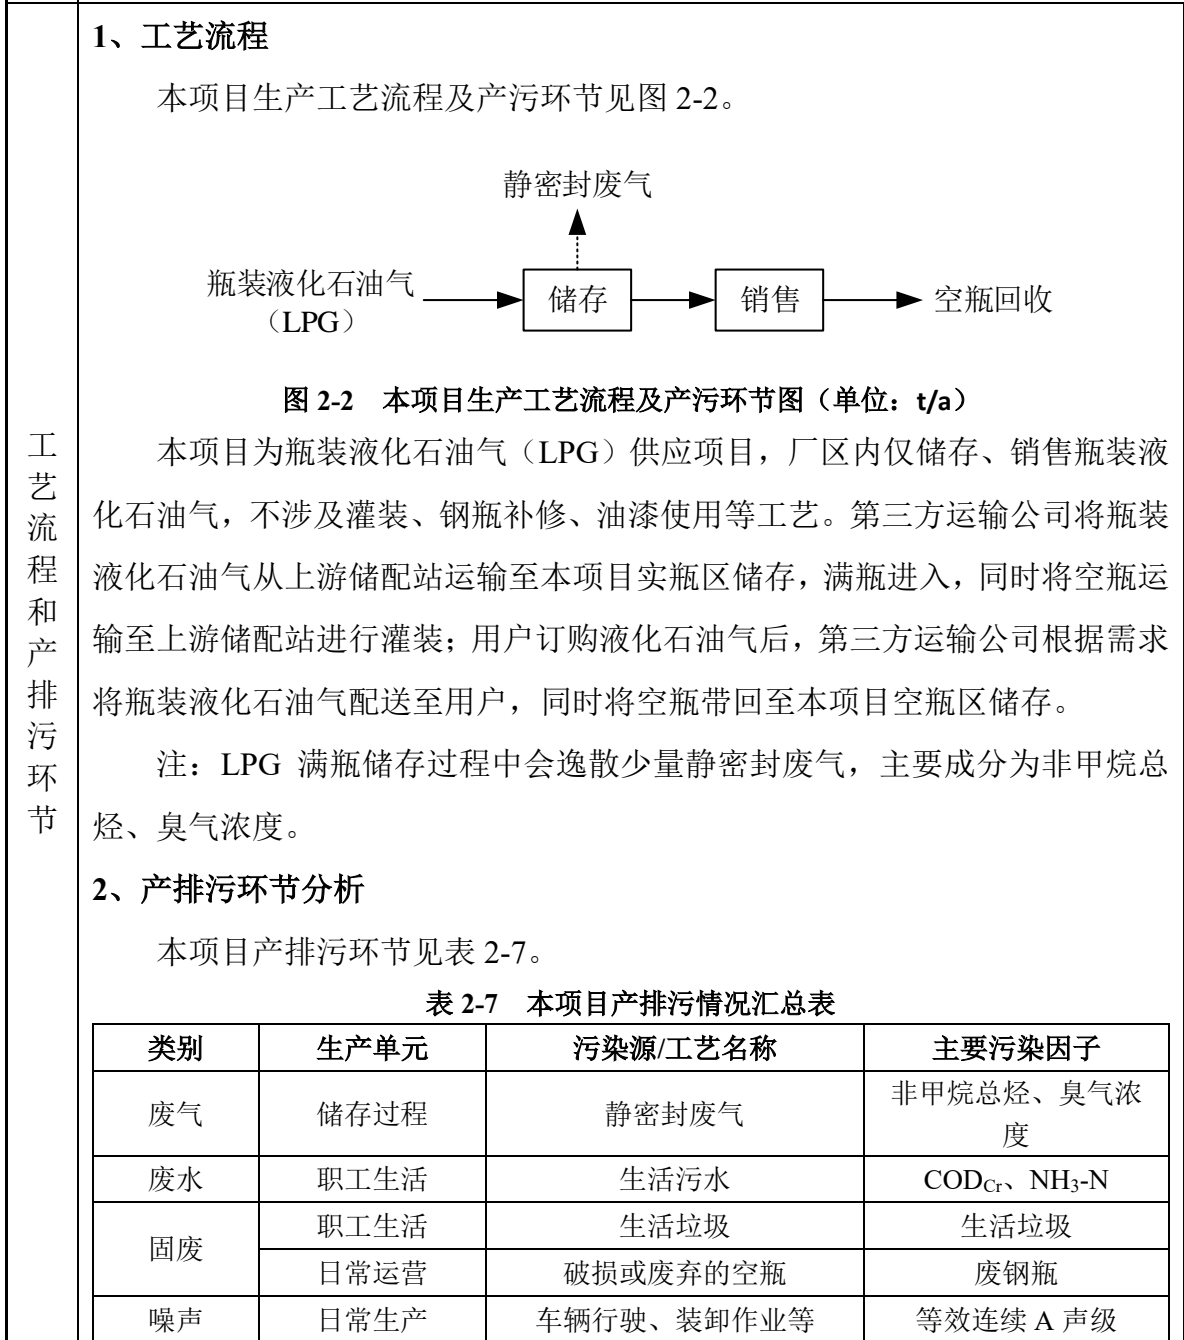 1、工艺流程
本项目生产工艺流程及产污环节见图 2-2。
静密封废气
瓶装液化石油气
（LPG）
储存
销售
空瓶回收
图 2-2 本项目生产工艺流程及产污环节图（单位：t/a）
工艺流程和产排污环节
本项目为瓶装液化石油气（LPG）供应项目，厂区内仅储存、销售瓶装液
化石油气，不涉及灌装、钢瓶补修、油漆使用等工艺。第三方运输公司将瓶装
液化石油气从上游储配站运输至本项目实瓶区储存，满瓶进入，同时将空瓶运
输至上游储配站进行灌装；用户订购液化石油气后，第三方运输公司根据需求
将瓶装液化石油气配送至用户，同时将空瓶带回至本项目空瓶区储存。
注：LPG 满瓶储存过程中会逸散少量静密封废气，主要成分为非甲烷总
烃、臭气浓度。
2、产排污环节分析
本项目产排污环节见表 2-7。
表 2-7 本项目产排污情况汇总表
类别 生产单元 污染源/工艺名称 主要污染因子
废气 储存过程 静密封废气 非甲烷总烃、臭气浓
度
废水 职工生活 生活污水 COD<sub>Cr</sub>、NH<sub>3</sub>-N
固废 职工生活 生活垃圾 生活垃圾
日常运营 破损或废弃的空瓶 废钢瓶
噪声 日常生产 车辆行驶、装卸作业等 等效连续 A 声级